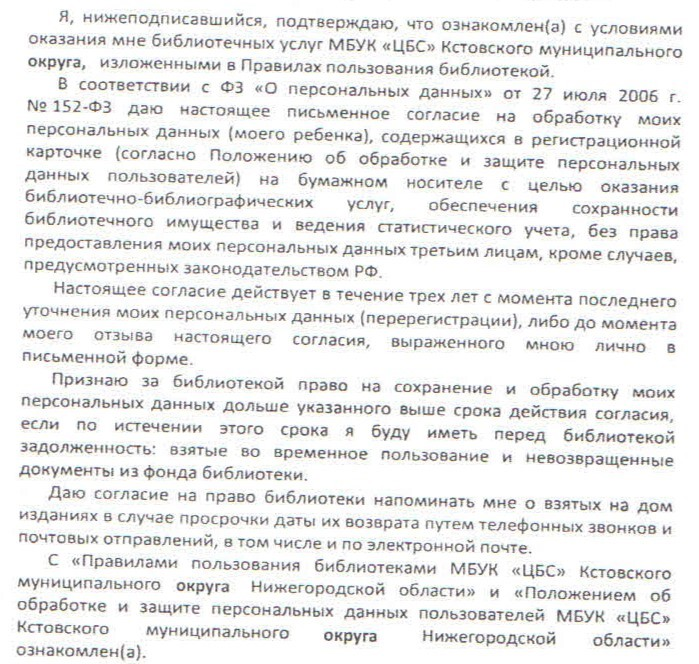 Я, нижеподписавшийся, подтверждаю, что ознакомлен(а) с условиями
оказания мне библиотечных услуг МБУК «ЦБС» Кстовского муниципального
округа, изложенными в Правилах пользования библиотекой.
В соответствии с ФЗ «О персональных данных» от 27 июля 2006 г.
№152-ФЗ даю настоящее письменное согласие на обработку моих
персональных данных (моего ребенка), содержащихся в регистрационной
карточке (согласно Положению об обработке и защите персональных
данных пользователей) на бумажном носителе с целью оказания
библиотечно-библиографических услуг, обеспечения сохранности
библиотечного имущества и ведения статистического учета, без права
предоставления моих персональных данных третьим лицам, кроме случаев,
предусмотренных законодательством РФ.
Настоящее согласие действует в течение трех лет с момента последнего
уточнения моих персональных данных (перерегистрации), либо до момента
моего отзыва настоящего согласия, выраженного мною лично в
письменной форме.
Признаю за библиотекой право на сохранение и обработку моих
персональных данных дольше указанного выше срока действия согласия,
если по истечении этого срока я буду иметь перед библиотекой
задолженность: взятые во временное пользование и невозвращенные
документы из фонда библиотеки.
Даю согласие на право библиотеки напоминать мне о взятых на дом
изданиях в случае просрочки даты их возврата путем телефонных звонков и
почтовых отправлений, в том числе и по электронной почте.
С «Правилами пользования библиотеками МБУК «ЦБС» Кстовского
муниципального округа Нижегородской области» и «Положением об
обработке и защите персональных данных пользователей МБУК «ЦБС»
Кстовского муниципального округа Нижегородской области»
ознакомлен(а).